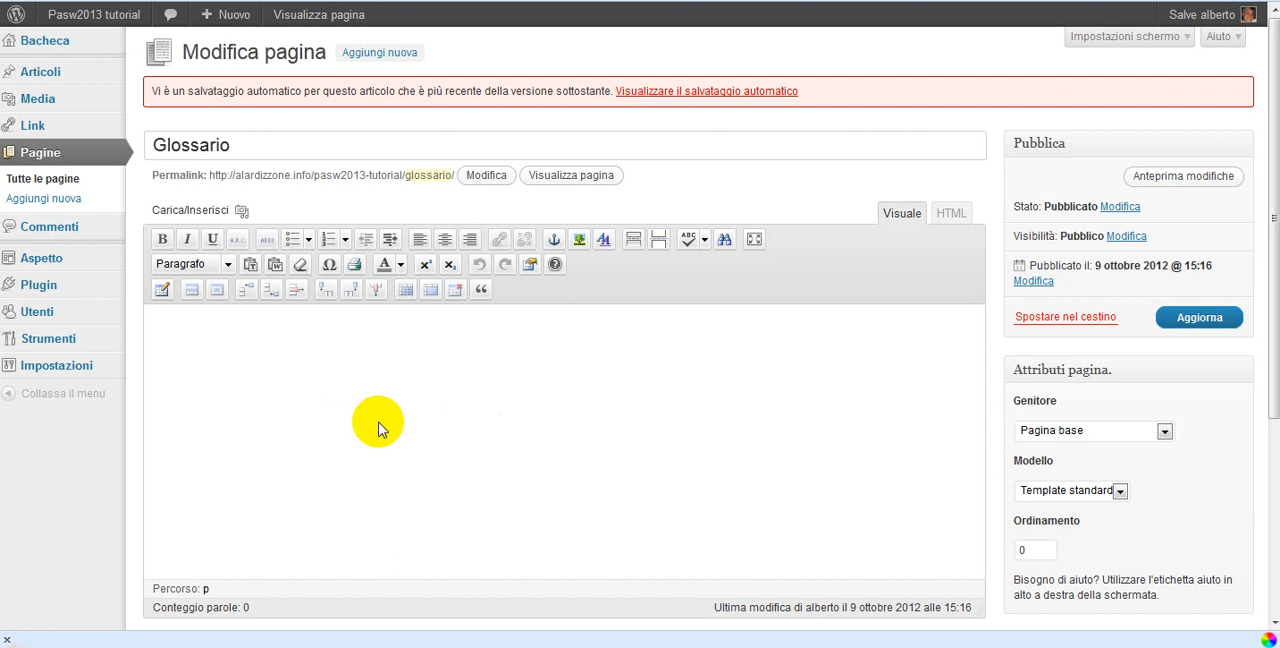 Pasw2013 tutorial
Nuovo
Visualizza pagina
Salve alberto
Bacheca
Articoli
Media
Link
Pagine
Tutte le pagine
Aggiungi nuova
Commenti
Aspetto
Plugin
Utenti
Strumenti
Impostazioni
Collassa il menu
Impostazioni schermo
Aiuto
Modifica pagina
Aggiungi nuova
Vi è un salvataggio automatico per questo articolo che è più recente della versione sottostante. Visualizzare il salvataggio automatico
Glossario
Permalink: http://alardizzone.info/pasw2013-tutorial/glossario/ Modifica Visualizza pagina
Carica/Inserisci
Visuale HTML
B I U ABC
ABC
Paragrafo
Percorso: p
Conteggio parole: 0
Ultima modifica di alberto il 9 ottobre 2012 alle 15:16
Pubblica
Anteprima modifiche
Stato: Pubblicato Modifica
Visibilità: Pubblico Modifica
Pubblicato il: 9 ottobre 2012 @ 15:16
Modifica
Spostare nel cestino
Aggiorna
Attributi pagina.
Genitore
Pagina base
Modello
Template standard
Ordinamento
0
Bisogno di aiuto? Utilizzare l'etichetta aiuto in
alto a destra della schermata.